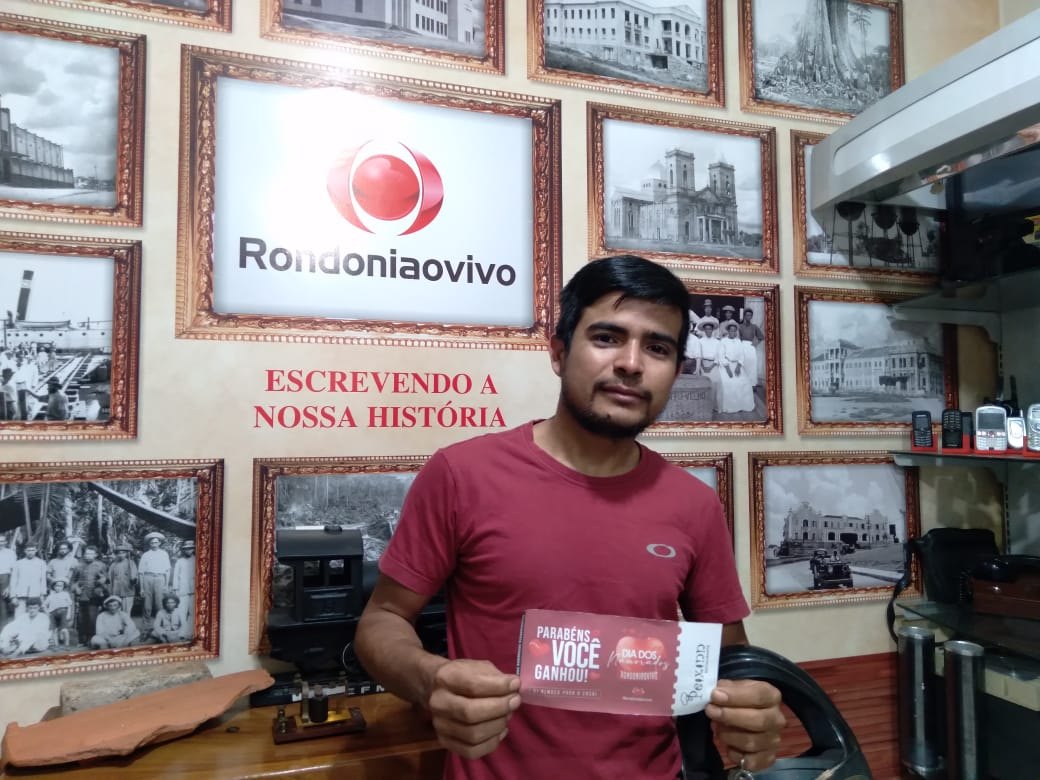 Rondoniaovivo
ESCREVENDO A
NOSSA HISTÓRIA
PARABÉNS
VOCÊ
GANHOU!
DIA DOS
Namorados
RONDONIAOVIVO